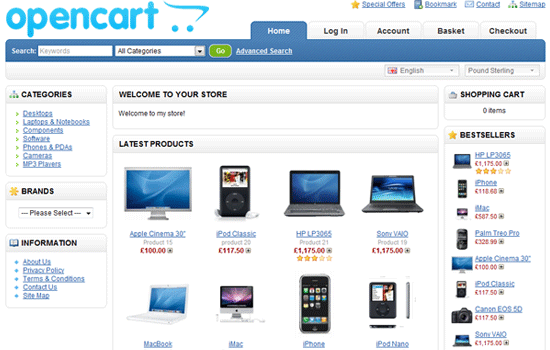 opencart
Special Offers Bookmark Contact Sitemap
Home Log In Account Basket Checkout
Search: Keywords All Categories Go Advanced Search
English Pound Sterling
CATEGORIES
Desktops
Laptops & Notebooks
Components
Software
Phones & PDAs
Cameras
MP3 Players
BRANDS
--- Please Select ---
INFORMATION
About Us
Privacy Policy
Terms & Conditions
Contact Us
Site Map
WELCOME TO YOUR STORE
Welcome to my store!
LATEST PRODUCTS
Apple Cinema 30" iPod Classic HP LP3065 Sony VAIO
Product 15 product 20 Product 21 Product 19
£100.00 £117.50 £1,175.00 £1,175.00
MacBook iMac iPhone iPod Nano
SHOPPING CART
0 items
BESTSELLERS
HP LP3065
£1,175.00
iPhone
£118.68
iMac
£587.50
Palm Treo Pro
£328.99
Apple Cinema 30"
£100.00
iPod Classic
£117.50
Canon EOS 5D
£117.50
Sony VAIO
£1,175.00